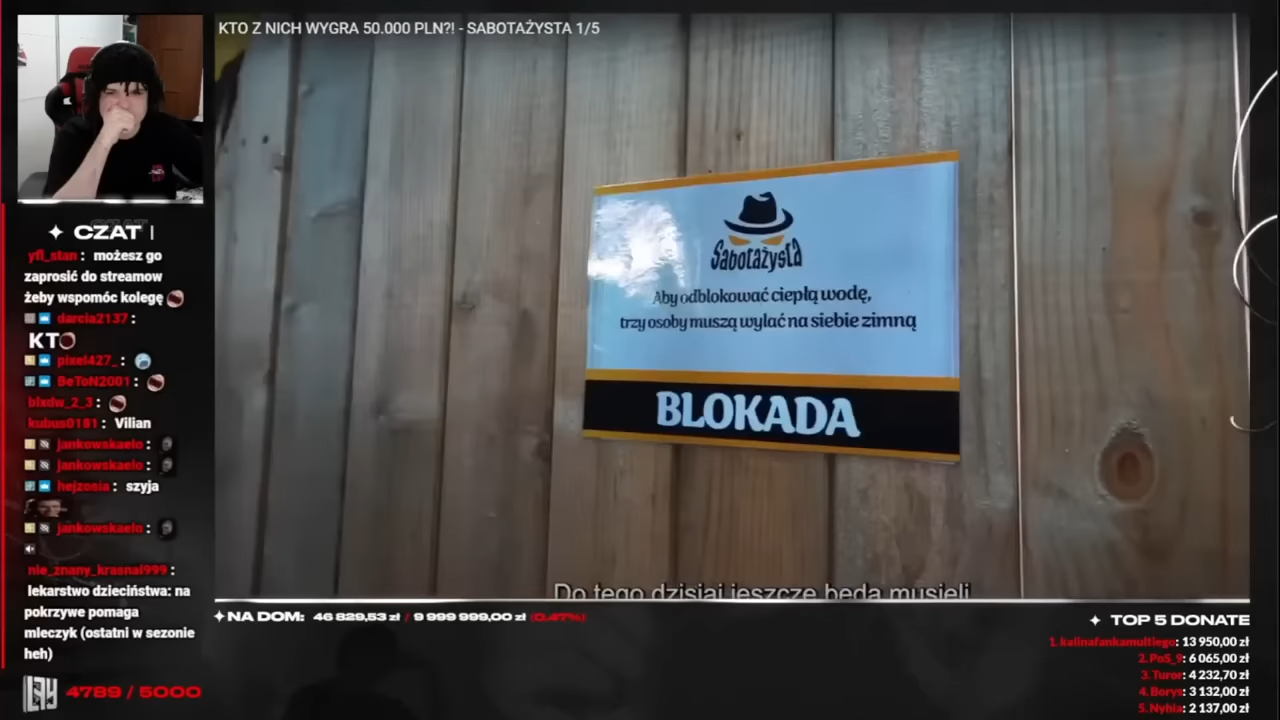 KTO Z NICH WYGRA 50.000 PLN?! - SABOTAŻYSTA 1/5
CZAT
yfl_stan : możesz go
zaprosić do streamow
żeby wspomóc kolegę
darcia2137 :
KTO
pixel427_ :
BeToN2001 :
blxdw_2_3 :
kubus0181 : Vilian
jankowskaelo :
jankowskaelo :
hejzosia : szyja
jankowskaelo :
nie_znany_krasnal999 :
lekarstwo dzieciństwa: na
pokrzywe pomaga
mleczyk (ostatni w sezonie
heh)
4789 / 5000
Sabotażysta
Aby odblokować ciepłą wodę,
trzy osoby muszą wylać na siebie zimną
BLOKADA
Do tego dzisiaj jeszcze będą musieli
NA DOM: 46 829,53 zł / 9 999 999,00 zł (0.47%)
TOP 5 DONATE
1. kalinafankamultiego: 13 950,00 zł
2. PoS_9: 6 065,00 zł
3. Turor: 4 232,70 zł
4. Borys: 3 132,00 zł
5. Nyhia: 2 137,00 zł